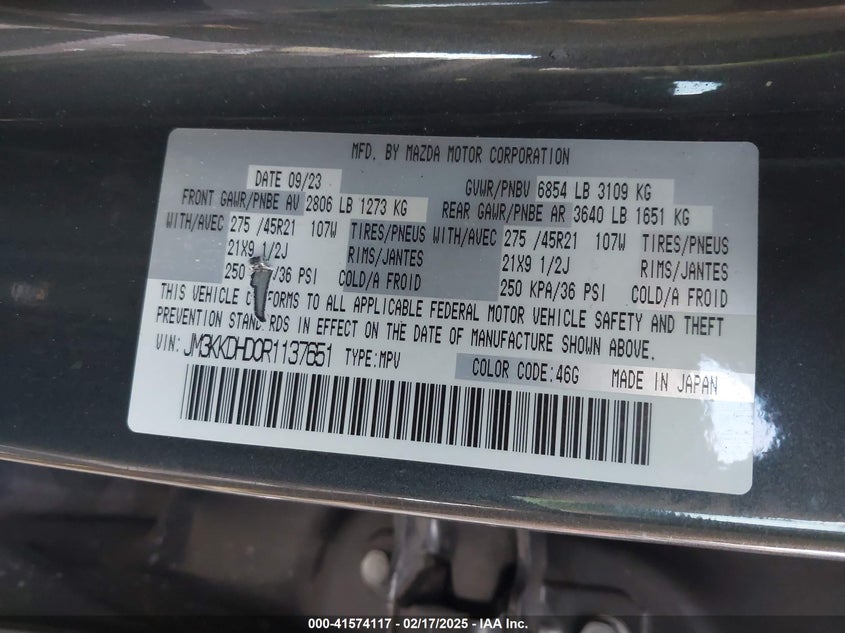 MFD. BY MAZDA MOTOR CORPORATION
DATE 09/23 GVWR/PNBV 6854 LB 3109 KG
FRONT GAWR/PNBE AV 2806 LB 1273 KG REAR GAWR/PNBE AR 3640 LB 1651 KG
WITH/AVEC 275 /45R21 107W TIRES/PNEUS WITH/AVEC 275 /45R21 107W TIRES/PNEUS
21X9 1/2J RIMS/JANTES 21X9 1/2J RIMS/JANTES
250 /36 PSI COLD/A FROID 250 KPA/36 PSI COLD/A FROID
THIS VEHICLE C FORMS TO ALL APPLICABLE FEDERAL MOTOR VEHICLE SAFETY AND THEFT
PREVENTION STAND RDS IN EFFECT ON THE DATE OF MANUFACTURE SHOWN ABOVE.
VIN: JM3KKDHD0R1137651 TYPE:MPV COLOR CODE:46G MADE IN JAPAN
000-41574117 - 02/17/2025 - IAA Inc.